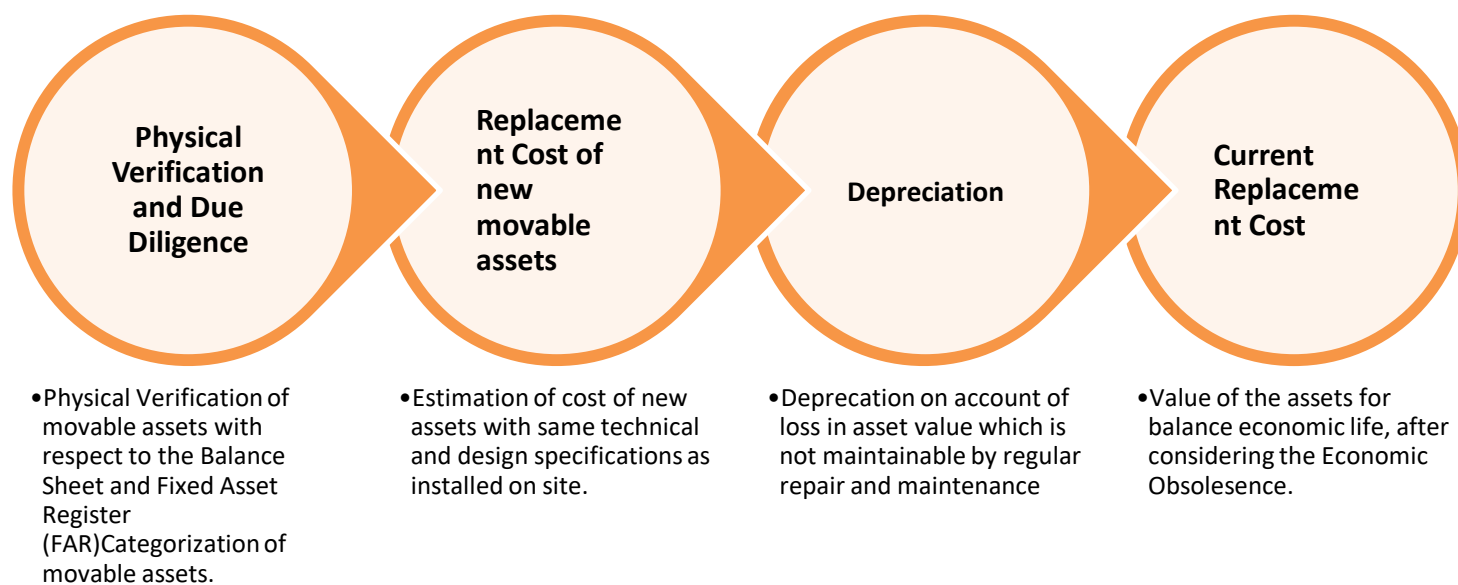 Physical
Verification
and Due
Diligence
Replaceme
nt Cost of
new
movable
assets
Depreciation
Current
Replaceme
nt Cost
•Physical Verification of
movable assets with
respect to the Balance
Sheet and Fixed Asset
Register
(FAR)Categorization of
movable assets.
•Estimation of cost of new
assets with same technical
and design specifications as
installed on site.
•Deprecation on account of
loss in asset value which is
not maintainable by regular
repair and maintenance
•Value of the assets for
balance economic life, after
considering the Economic
Obsolesence.